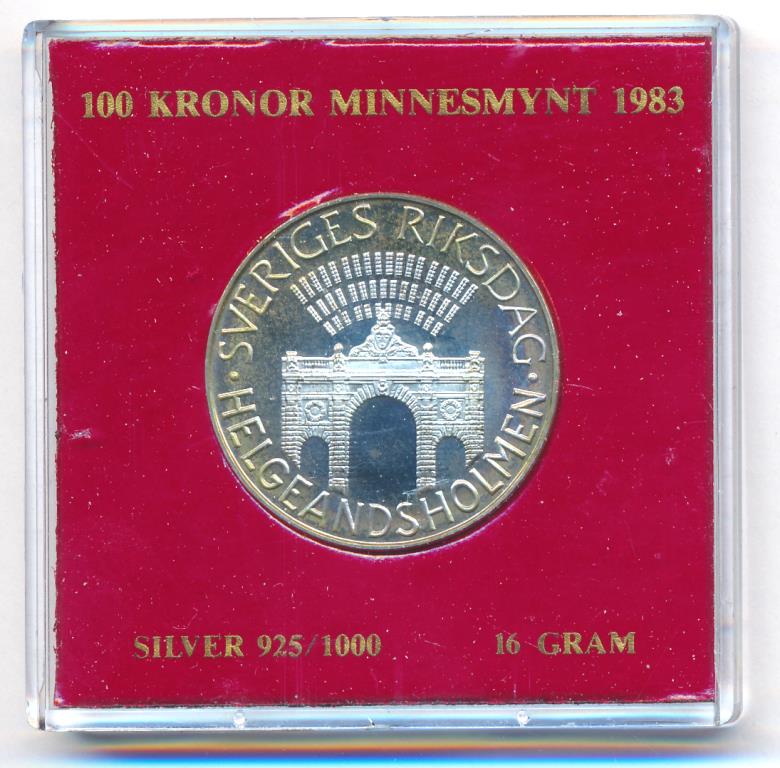 100 KRONOR MINNESMYNT 1983
SVERIGES RIKSDAG ·
HELGEANDSHOLMEN ·
SILVER 925/1000 16 GRAM